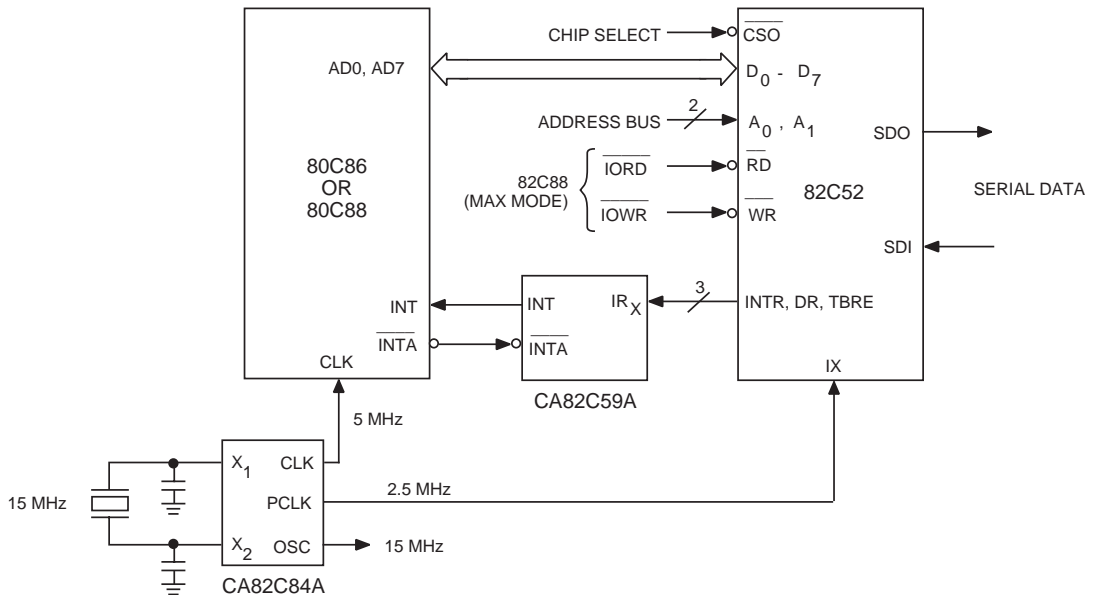 CHIP SELECT
CSO
AD0, AD7
D0 - D7
2
ADDRESS BUS
A0 , A1
SDO
80C86
OR
80C88
82C88
(MAX MODE)
IORD
RD
82C52
SERIAL DATA
IOWR
WR
SDI
INT
INT
IRX
3
INTR, DR, TBRE
INTA
INTA
CLK
IX
CA82C59A
5 MHz
X1
CLK
15 MHz
PCLK
2.5 MHz
X2
OSC
15 MHz
CA82C84A